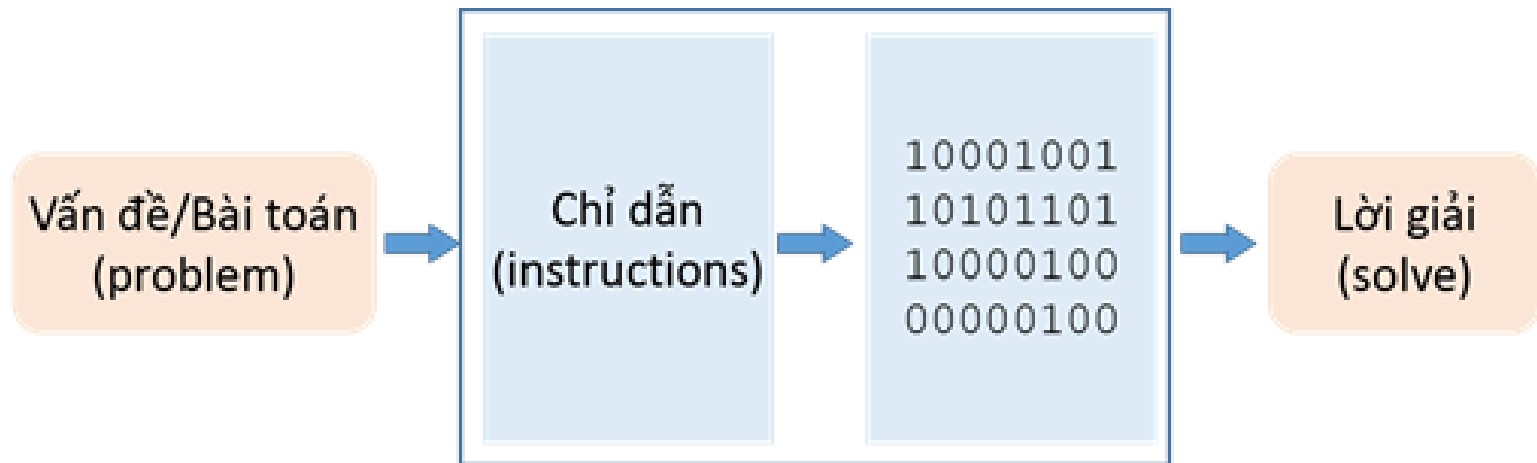 Vấn đề/Bài toán
(problem)
Chỉ dẫn
(instructions)
10001001
10101101
10000100
00000100
Lời giải
(solve)